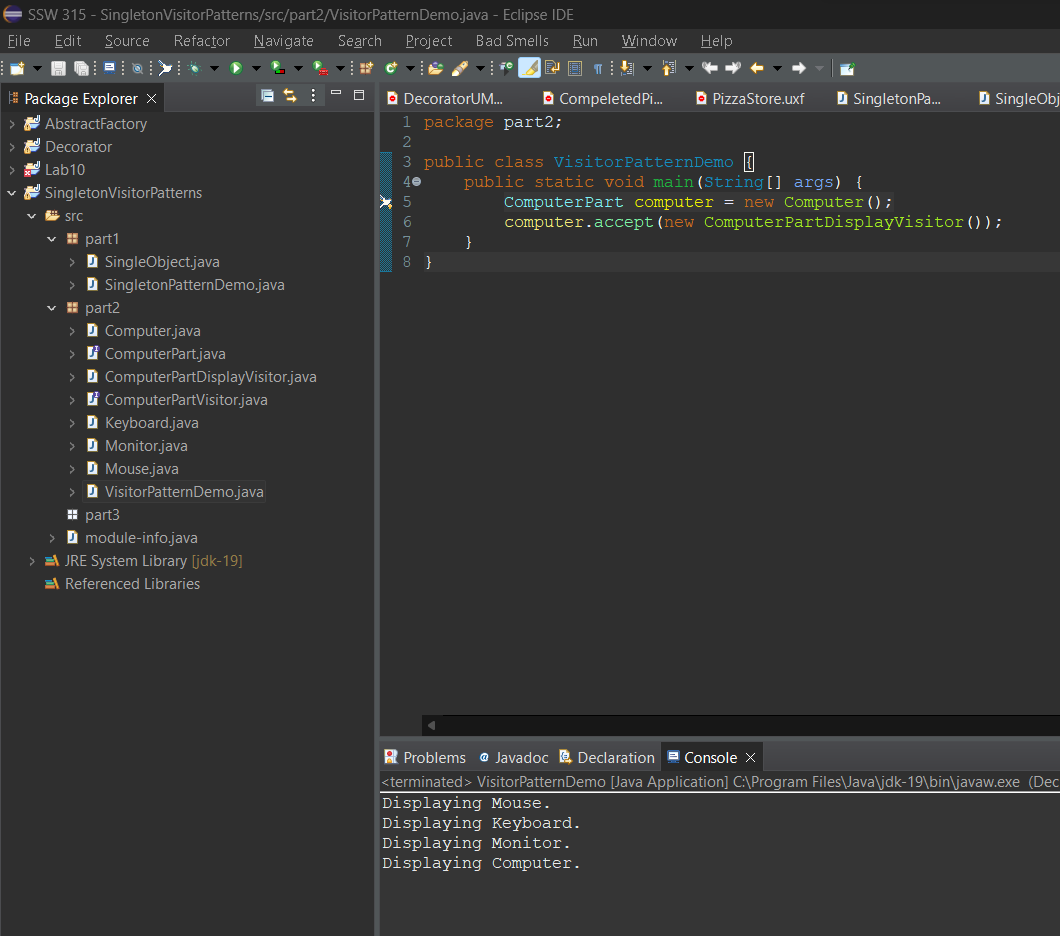 SSW 315 - SingletonVisitorPatterns/src/part2/VisitorPatternDemo.java - Eclipse IDE
File Edit Source Refactor Navigate Search Project Bad Smells Run Window Help
Package Explorer
AbstractFactory
Decorator
Lab10
SingletonVisitorPatterns
src
part1
SingleObject.java
SingletonPatternDemo.java
part2
Computer.java
ComputerPart.java
ComputerPartDisplayVisitor.java
ComputerPartVisitor.java
Keyboard.java
Monitor.java
Mouse.java
VisitorPatternDemo.java
part3
module-info.java
JRE System Library [jdk-19]
Referenced Libraries
DecoratorUM... CompeletedPi... PizzaStore.uxf SingletonPa... SingleObj
1 package part2;
2
3 public class VisitorPatternDemo {
4 public static void main(String[] args) {
5 ComputerPart computer = new Computer();
6 computer.accept(new ComputerPartDisplayVisitor());
7 }
8 }
Problems Javadoc Declaration Console
<terminated> VisitorPatternDemo [Java Application] C:\Program Files\Java\jdk-19\bin\javaw.exe (Dec
Displaying Mouse.
Displaying Keyboard.
Displaying Monitor.
Displaying Computer.